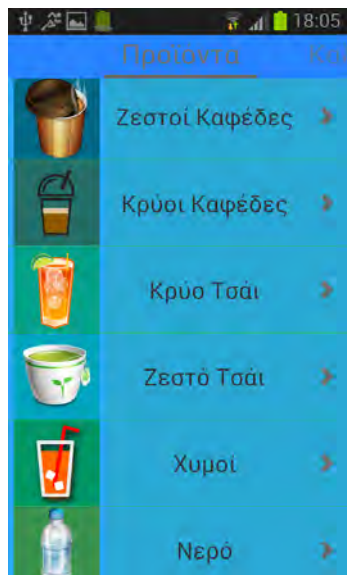 18:05
Προϊόντα
Ζεστοί Καφέδες
Κρύοι Καφέδες
Κρύο Τσάι
Ζεστό Τσάι
Χυμοί
Νερό